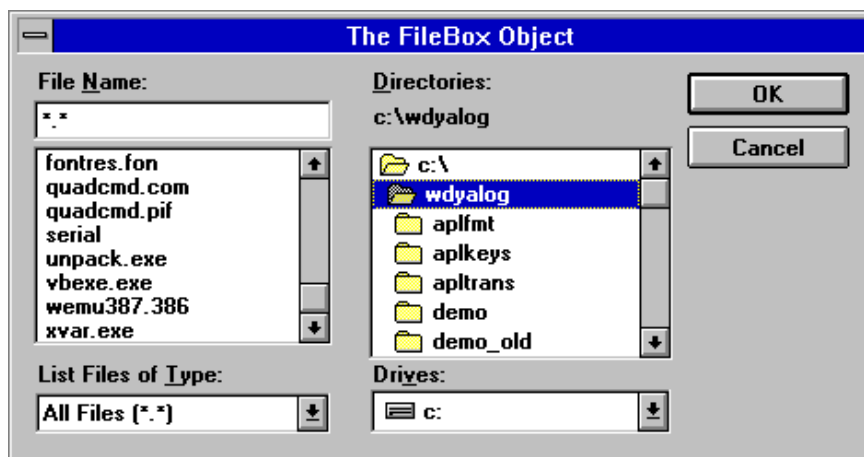 The FileBox Object
File Name:
*.*
fontres.fon
quadcmd.com
quadcmd.pif
serial
unpack.exe
vbexe.exe
wemu387.386
xvar.exe
List Files of Type:
All Files (*.*)
Directories:
c:\wdyalog
c:\
wdyalog
aplfmt
aplkeys
apltrans
demo
demo_old
Drives:
c:
OK
Cancel